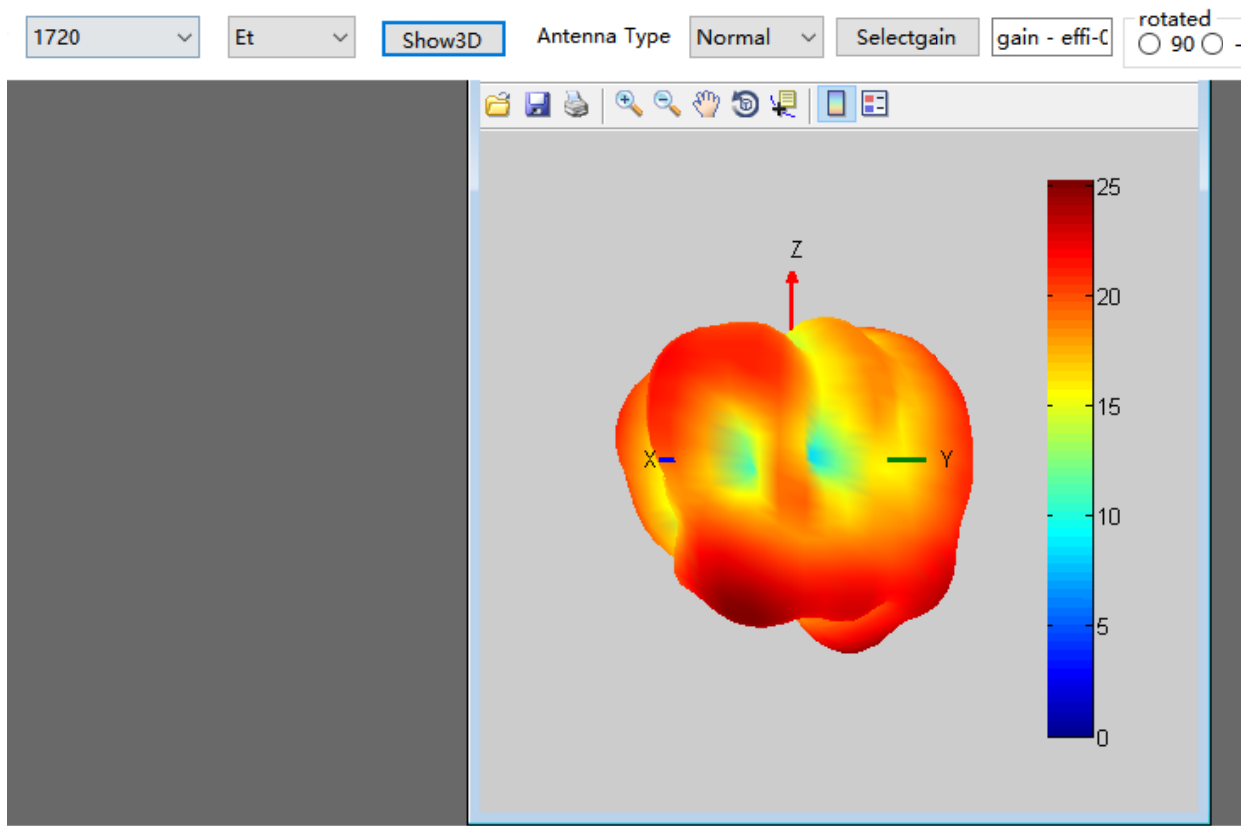 1720
Et
Show3D
Antenna Type
Normal
Selectgain
gain - effi-
rotated
90
-
Z
X
Y
25
20
15
10
5
0